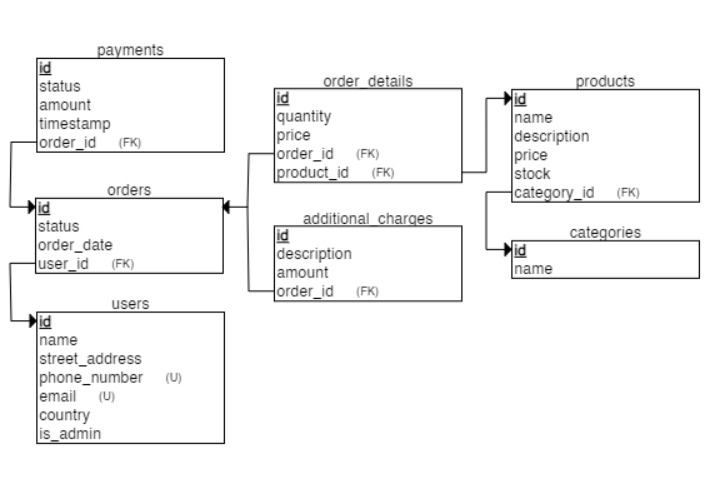 payments
id
status
amount
timestamp
order_id (FK)
orders
id
status
order_date
user_id (FK)
users
id
name
street_address
phone_number (U)
email (U)
country
is_admin
order_details
id
quantity
price
order_id (FK)
product_id (FK)
additional_charges
id
description
amount
order_id (FK)
products
id
name
description
price
stock
category_id (FK)
categories
id
name